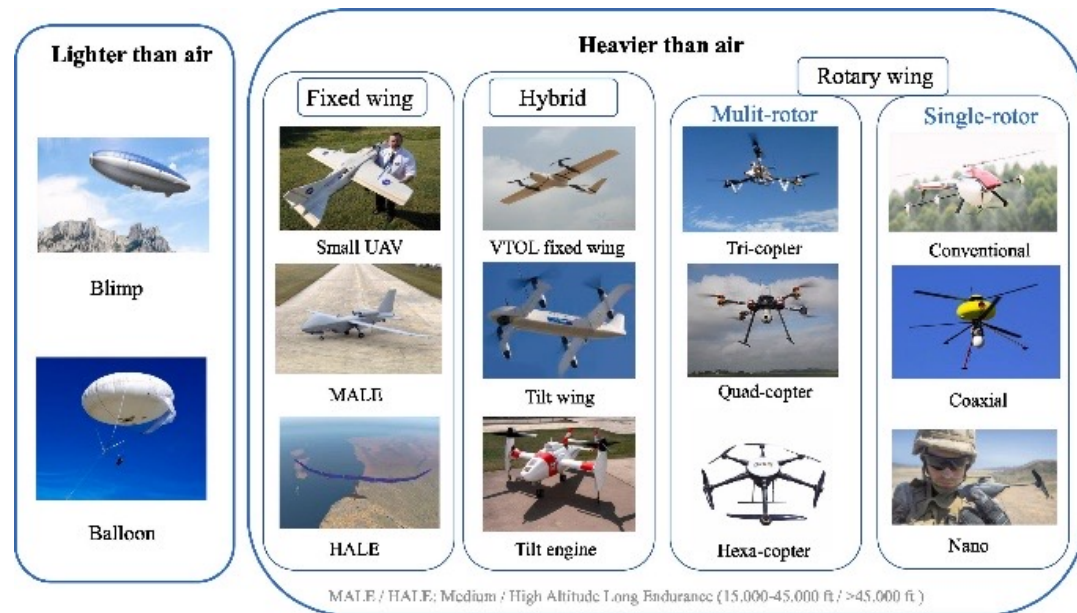 Lighter than air
Blimp
Balloon
Heavier than air
Fixed wing
Small UAV
MALE
HALE
Hybrid
VTOL fixed wing
Tilt wing
Tilt engine
Rotary wing
Mulit-rotor
Tri-copter
Quad-copter
Hexa-copter
Single-rotor
Conventional
Coaxial
Nano
MALE / HALE: Medium / High Altitude Long Endurance (15.000-45.000 ft / >45.000 ft )